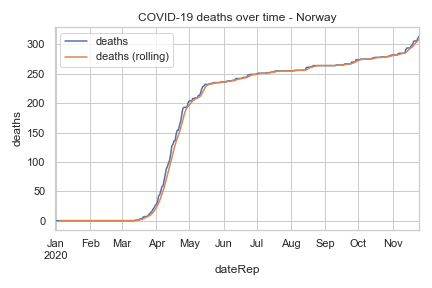 COVID-19 deaths over time - Norway
deaths
deaths (rolling)
300
250
200
150
100
50
0
deaths
Jan Feb Mar Apr May Jun Jul Aug Sep Oct Nov
2020
dateRep